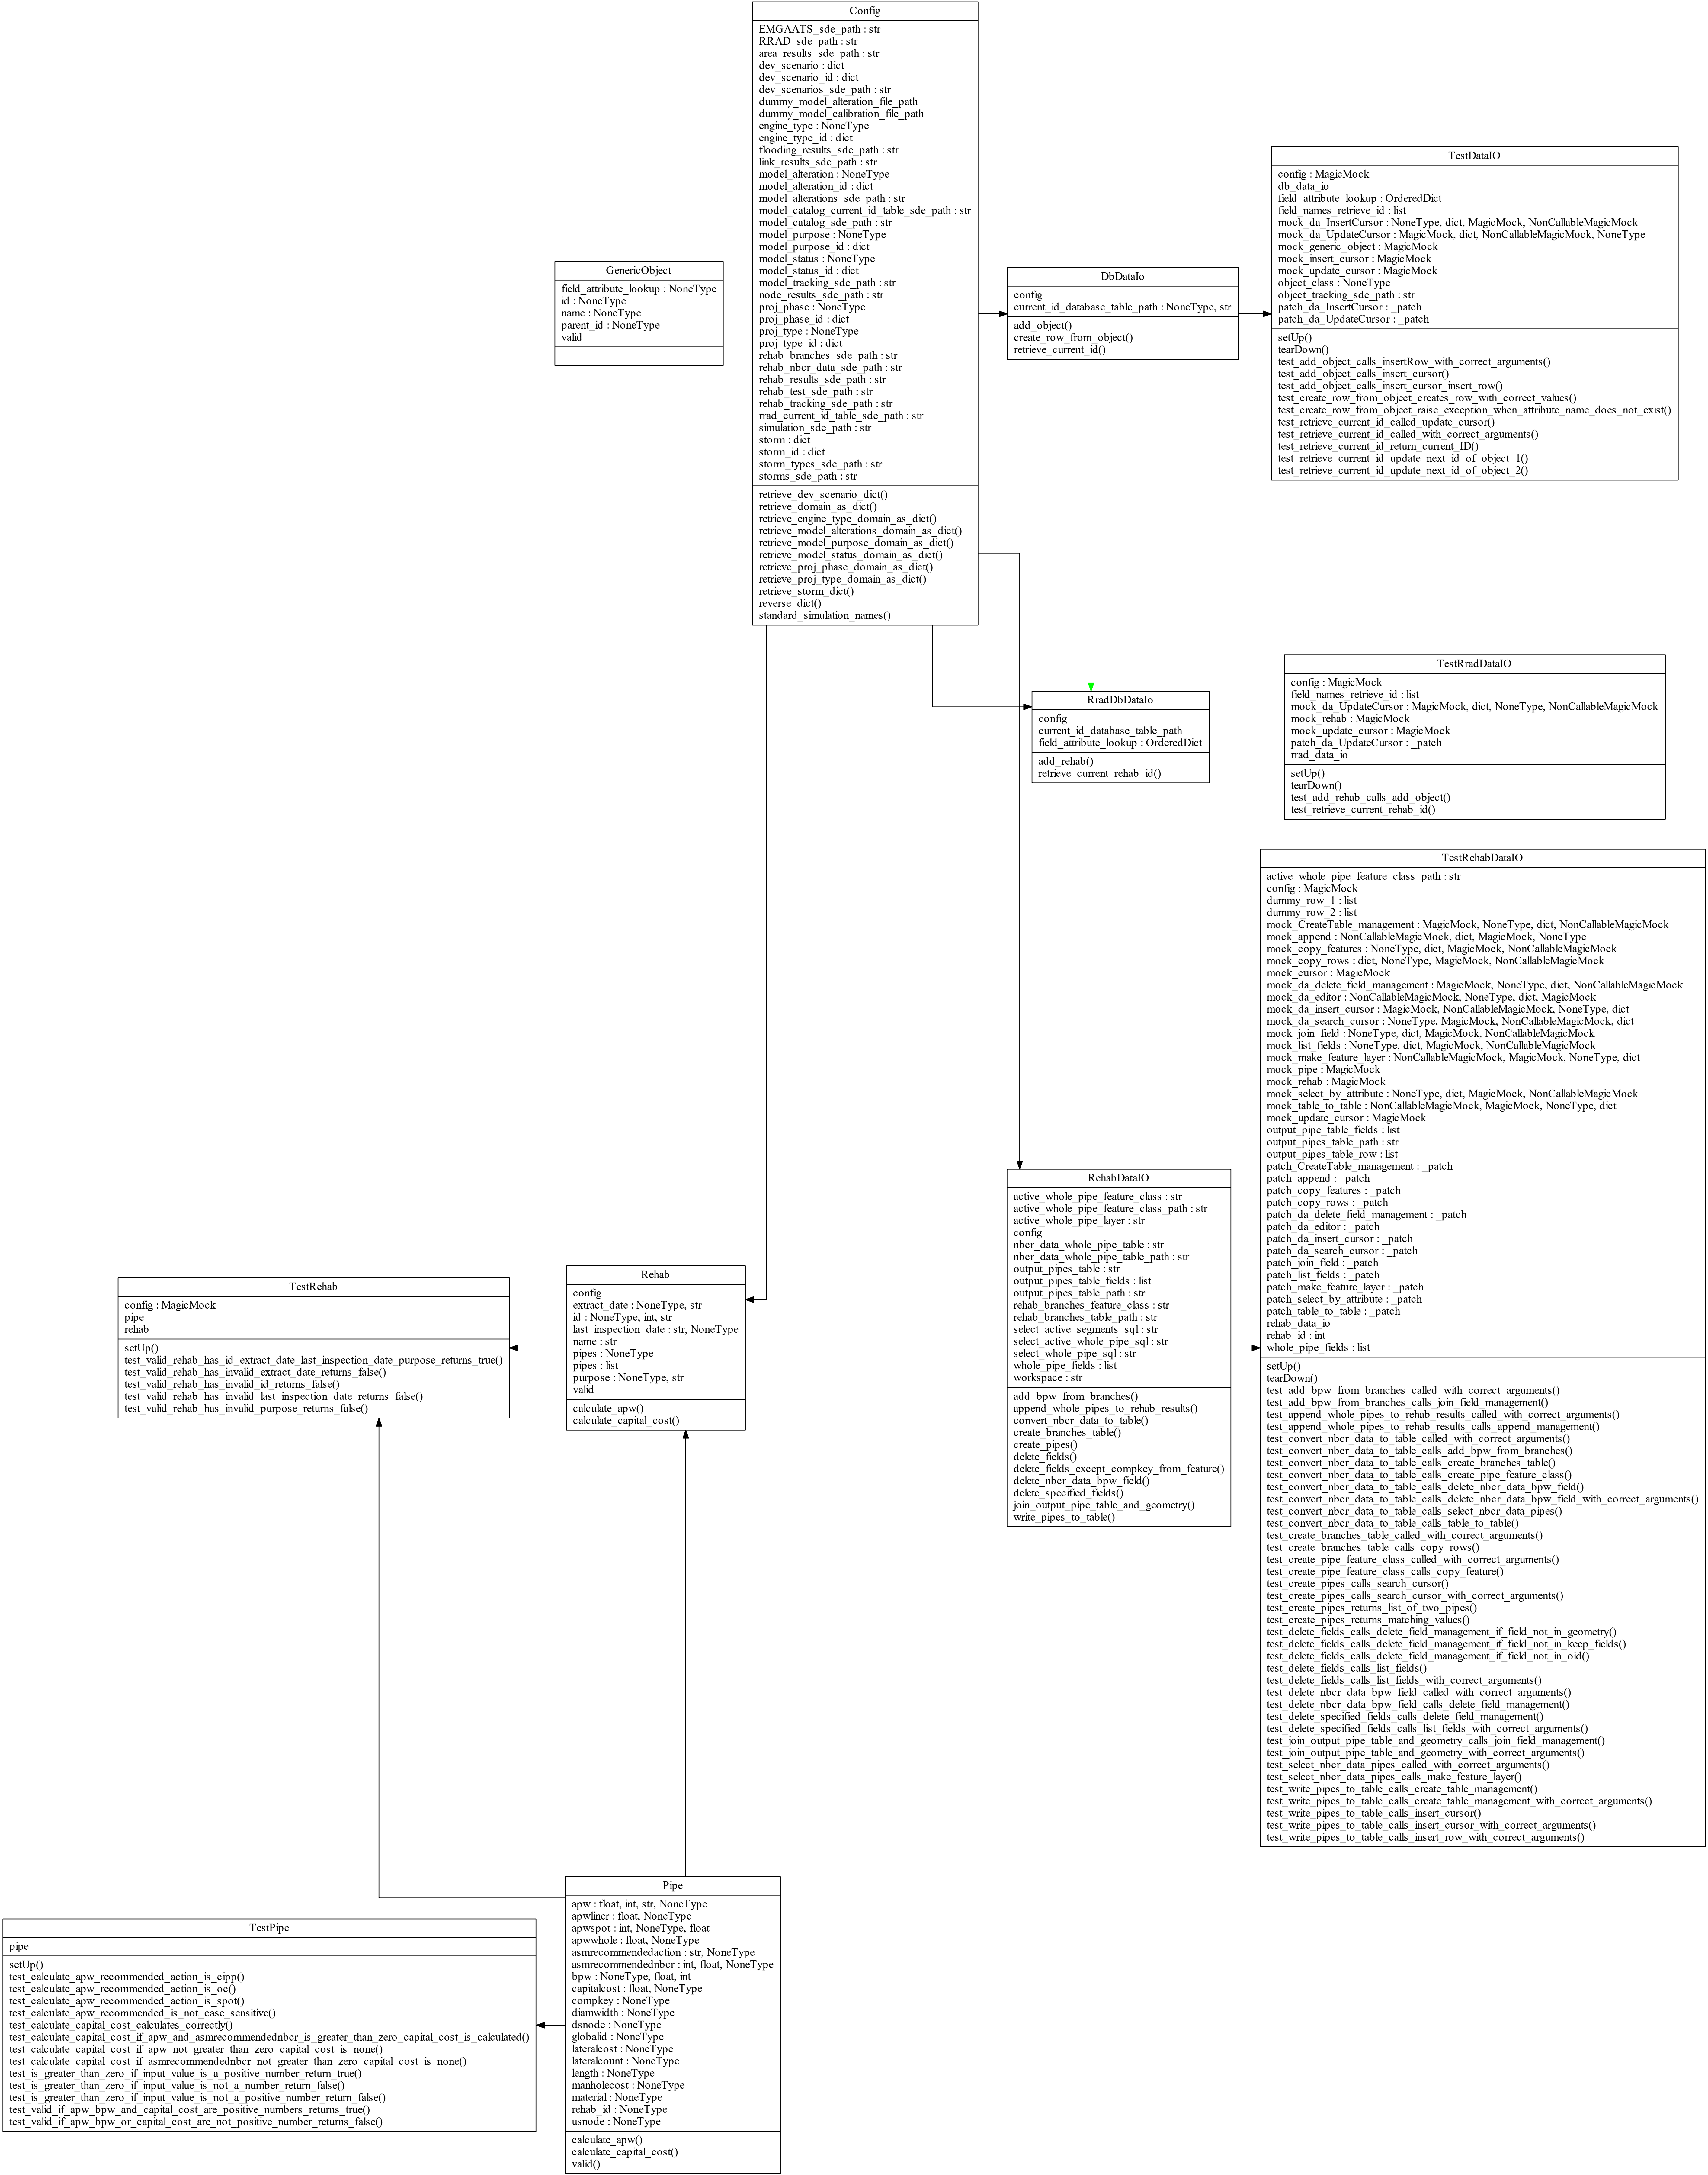 Config
EMGAATS_sde_path : str
RRAD_sde_path : str
area_results_sde_path : str
dev_scenario : dict
dev_scenario_id : dict
dev_scenarios_sde_path : str
dummy_model_alteration_file_path
dummy_model_calibration_file_path
engine_type : NoneType
engine_type_id : dict
flooding_results_sde_path : str
link_results_sde_path : str
model_alteration : NoneType
model_alteration_id : dict
model_alterations_sde_path : str
model_catalog_current_id_table_sde_path : str
model_catalog_sde_path : str
model_purpose : NoneType
model_purpose_id : dict
model_status : NoneType
model_status_id : dict
model_tracking_sde_path : str
node_results_sde_path : str
proj_phase : NoneType
proj_phase_id : dict
proj_type : NoneType
proj_type_id : dict
rehab_branches_sde_path : str
rehab_nbcr_data_sde_path : str
rehab_results_sde_path : str
rehab_test_sde_path : str
rehab_tracking_sde_path : str
rrad_current_id_table_sde_path : str
simulation_sde_path : str
storm : dict
storm_id : dict
storm_types_sde_path : str
storms_sde_path : str
retrieve_dev_scenario_dict()
retrieve_domain_as_dict()
retrieve_engine_type_domain_as_dict()
retrieve_model_alterations_domain_as_dict()
retrieve_model_purpose_domain_as_dict()
retrieve_model_status_domain_as_dict()
retrieve_proj_phase_domain_as_dict()
retrieve_proj_type_domain_as_dict()
retrieve_storm_dict()
reverse_dict()
standard_simulation_names()
GenericObject
field_attribute_lookup : NoneType
id : NoneType
name : NoneType
parent_id : NoneType
valid
DbDataIo
config
current_id_database_table_path : NoneType, str
add_object()
create_row_from_object()
retrieve_current_id()
TestDataIO
config : MagicMock
db_data_io
field_attribute_lookup : OrderedDict
field_names_retrieve_id : list
mock_da_InsertCursor : NoneType, dict, MagicMock, NonCallableMagicMock
mock_da_UpdateCursor : MagicMock, dict, NonCallableMagicMock, NoneType
mock_generic_object : MagicMock
mock_insert_cursor : MagicMock
mock_update_cursor : MagicMock
object_class : NoneType
object_tracking_sde_path : str
patch_da_InsertCursor : _patch
patch_da_UpdateCursor : _patch
setUp()
tearDown()
test_add_object_calls_insertRow_with_correct_arguments()
test_add_object_calls_insert_cursor()
test_add_object_calls_insert_cursor_insert_row()
test_create_row_from_object_creates_row_with_correct_values()
test_create_row_from_object_raise_exception_when_attribute_name_does_not_exist()
test_retrieve_current_id_called_update_cursor()
test_retrieve_current_id_called_with_correct_arguments()
test_retrieve_current_id_return_current_ID()
test_retrieve_current_id_update_next_id_of_object_1()
test_retrieve_current_id_update_next_id_of_object_2()
RradDbDataIo
config
current_id_database_table_path
field_attribute_lookup : OrderedDict
add_rehab()
retrieve_current_rehab_id()
TestRradDataIO
config : MagicMock
field_names_retrieve_id : list
mock_da_UpdateCursor : MagicMock, dict, NoneType, NonCallableMagicMock
mock_rehab : MagicMock
mock_update_cursor : MagicMock
patch_da_UpdateCursor : _patch
rrad_data_io
setUp()
tearDown()
test_add_rehab_calls_add_object()
test_retrieve_current_rehab_id()
TestRehabDataIO
active_whole_pipe_feature_class_path : str
config : MagicMock
dummy_row_1 : list
dummy_row_2 : list
mock_CreateTable_management : MagicMock, NoneType, dict, NonCallableMagicMock
mock_append : NonCallableMagicMock, dict, MagicMock, NoneType
mock_copy_features : NoneType, dict, MagicMock, NonCallableMagicMock
mock_copy_rows : dict, NoneType, MagicMock, NonCallableMagicMock
mock_cursor : MagicMock
mock_da_delete_field_management : MagicMock, NoneType, dict, NonCallableMagicMock
mock_da_editor : NonCallableMagicMock, NoneType, dict, MagicMock
mock_da_insert_cursor : MagicMock, NonCallableMagicMock, NoneType, dict
mock_da_search_cursor : NoneType, MagicMock, NonCallableMagicMock, dict
mock_join_field : NoneType, dict, MagicMock, NonCallableMagicMock
mock_list_fields : NoneType, dict, MagicMock, NonCallableMagicMock
mock_make_feature_layer : NonCallableMagicMock, MagicMock, NoneType, dict
mock_pipe : MagicMock
mock_rehab : MagicMock
mock_select_by_attribute : NoneType, dict, MagicMock, NonCallableMagicMock
mock_table_to_table : NonCallableMagicMock, MagicMock, NoneType, dict
mock_update_cursor : MagicMock
output_pipe_table_fields : list
output_pipes_table_path : str
output_pipes_table_row : list
patch_CreateTable_management : _patch
patch_append : _patch
patch_copy_features : _patch
patch_copy_rows : _patch
patch_da_delete_field_management : _patch
patch_da_editor : _patch
patch_da_insert_cursor : _patch
patch_da_search_cursor : _patch
patch_join_field : _patch
patch_list_fields : _patch
patch_make_feature_layer : _patch
patch_select_by_attribute : _patch
patch_table_to_table : _patch
rehab_data_io
rehab_id : int
whole_pipe_fields : list
setUp()
tearDown()
test_add_bpw_from_branches_called_with_correct_arguments()
test_add_bpw_from_branches_calls_join_field_management()
test_append_whole_pipes_to_rehab_results_called_with_correct_arguments()
test_append_whole_pipes_to_rehab_results_calls_append_management()
test_convert_nbcr_data_to_table_called_with_correct_arguments()
test_convert_nbcr_data_to_table_calls_add_bpw_from_branches()
test_convert_nbcr_data_to_table_calls_create_branches_table()
test_convert_nbcr_data_to_table_calls_create_pipe_feature_class()
test_convert_nbcr_data_to_table_calls_delete_nbcr_data_bpw_field()
test_convert_nbcr_data_to_table_calls_delete_nbcr_data_bpw_field_with_correct_arguments()
test_convert_nbcr_data_to_table_calls_select_nbcr_data_pipes()
test_convert_nbcr_data_to_table_calls_table_to_table()
test_create_branches_table_called_with_correct_arguments()
test_create_branches_table_calls_copy_rows()
test_create_pipe_feature_class_called_with_correct_arguments()
test_create_pipe_feature_class_calls_copy_feature()
test_create_pipes_calls_search_cursor()
test_create_pipes_calls_search_cursor_with_correct_arguments()
test_create_pipes_returns_list_of_two_pipes()
test_create_pipes_returns_matching_values()
test_delete_fields_calls_delete_field_management_if_field_not_in_geometry()
test_delete_fields_calls_delete_field_management_if_field_not_in_keep_fields()
test_delete_fields_calls_delete_field_management_if_field_not_in_oid()
test_delete_fields_calls_list_fields()
test_delete_fields_calls_list_fields_with_correct_arguments()
test_delete_nbcr_data_bpw_field_called_with_correct_arguments()
test_delete_nbcr_data_bpw_field_calls_delete_field_management()
test_delete_specified_fields_calls_delete_field_management()
test_delete_specified_fields_calls_list_fields_with_correct_arguments()
test_join_output_pipe_table_and_geometry_calls_join_field_management()
test_join_output_pipe_table_and_geometry_with_correct_arguments()
test_select_nbcr_data_pipes_called_with_correct_arguments()
test_select_nbcr_data_pipes_calls_make_feature_layer()
test_write_pipes_to_table_calls_create_table_management()
test_write_pipes_to_table_calls_create_table_management_with_correct_arguments()
test_write_pipes_to_table_calls_insert_cursor()
test_write_pipes_to_table_calls_insert_cursor_with_correct_arguments()
test_write_pipes_to_table_calls_insert_row_with_correct_arguments()
RehabDataIO
active_whole_pipe_feature_class : str
active_whole_pipe_feature_class_path : str
active_whole_pipe_layer : str
config
nbcr_data_whole_pipe_table : str
nbcr_data_whole_pipe_table_path : str
output_pipes_table : str
output_pipes_table_fields : list
output_pipes_table_path : str
rehab_branches_feature_class : str
rehab_branches_table_path : str
select_active_segments_sql : str
select_active_whole_pipe_sql : str
select_whole_pipe_sql : str
whole_pipe_fields : list
workspace : str
add_bpw_from_branches()
append_whole_pipes_to_rehab_results()
convert_nbcr_data_to_table()
create_branches_table()
create_pipes()
delete_fields()
delete_fields_except_compkey_from_feature()
delete_nbcr_data_bpw_field()
delete_specified_fields()
join_output_pipe_table_and_geometry()
write_pipes_to_table()
TestRehab
config : MagicMock
pipe
rehab
setUp()
test_valid_rehab_has_id_extract_date_last_inspection_date_purpose_returns_true()
test_valid_rehab_has_invalid_extract_date_returns_false()
test_valid_rehab_has_invalid_id_returns_false()
test_valid_rehab_has_invalid_last_inspection_date_returns_false()
test_valid_rehab_has_invalid_purpose_returns_false()
Rehab
config
extract_date : NoneType, str
id : NoneType, int, str
last_inspection_date : str, NoneType
name : str
pipes : NoneType
pipes : list
purpose : NoneType, str
valid
calculate_apw()
calculate_capital_cost()
Pipe
apw : float, int, str, NoneType
apwliner : float, NoneType
apwspot : int, NoneType, float
apwwhole : float, NoneType
asmrecommendedaction : str, NoneType
asmrecommendednbcr : int, float, NoneType
bpw : NoneType, float, int
capitalcost : float, NoneType
compkey : NoneType
diamwidth : NoneType
dsnode : NoneType
globalid : NoneType
lateralcost : NoneType
lateralcount : NoneType
length : NoneType
manholecost : NoneType
material : NoneType
rehab_id : NoneType
usnode : NoneType
calculate_apw()
calculate_capital_cost()
valid()
TestPipe
pipe
setUp()
test_calculate_apw_recommended_action_is_cipp()
test_calculate_apw_recommended_action_is_oc()
test_calculate_apw_recommended_action_is_spot()
test_calculate_apw_recommended_is_not_case_sensitive()
test_calculate_capital_cost_calculates_correctly()
test_calculate_capital_cost_if_apw_and_asmrecommendednbcr_is_greater_than_zero_capital_cost_is_calculated()
test_calculate_capital_cost_if_apw_not_greater_than_zero_capital_cost_is_none()
test_calculate_capital_cost_if_asmrecommendednbcr_not_greater_than_zero_capital_cost_is_none()
test_is_greater_than_zero_if_input_value_is_a_positive_number_return_true()
test_is_greater_than_zero_if_input_value_is_not_a_number_return_false()
test_is_greater_than_zero_if_input_value_is_not_a_positive_number_return_false()
test_valid_if_apw_bpw_and_capital_cost_are_positive_numbers_returns_true()
test_valid_if_apw_bpw_or_capital_cost_are_not_positive_number_returns_false()